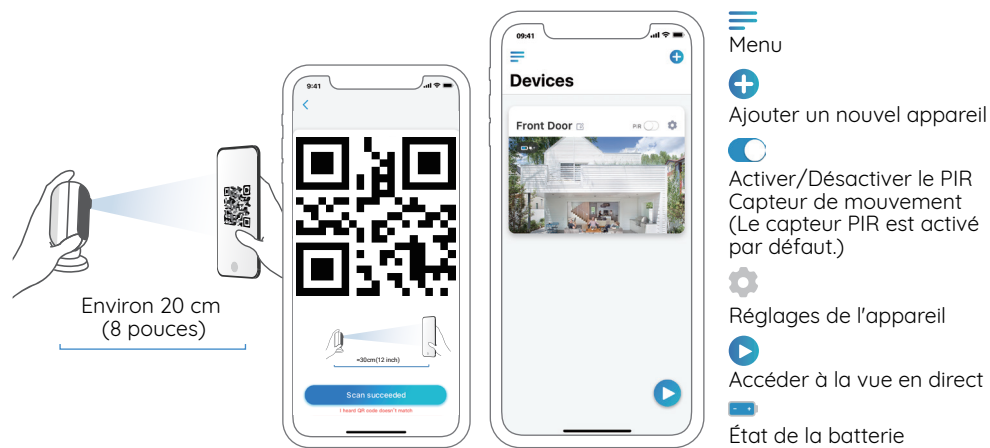 Environ 20 cm
(8 pouces)
9:41
≈30cm(12 inch)
Scan succeeded
I heard QR code doesn't match
09:41
Devices
Front Door
PIR
Menu
Ajouter un nouvel appareil
Activer/Désactiver le PIR
Capteur de mouvement
(Le capteur PIR est activé
par défaut.)
Réglages de l'appareil
Accéder à la vue en direct
État de la batterie